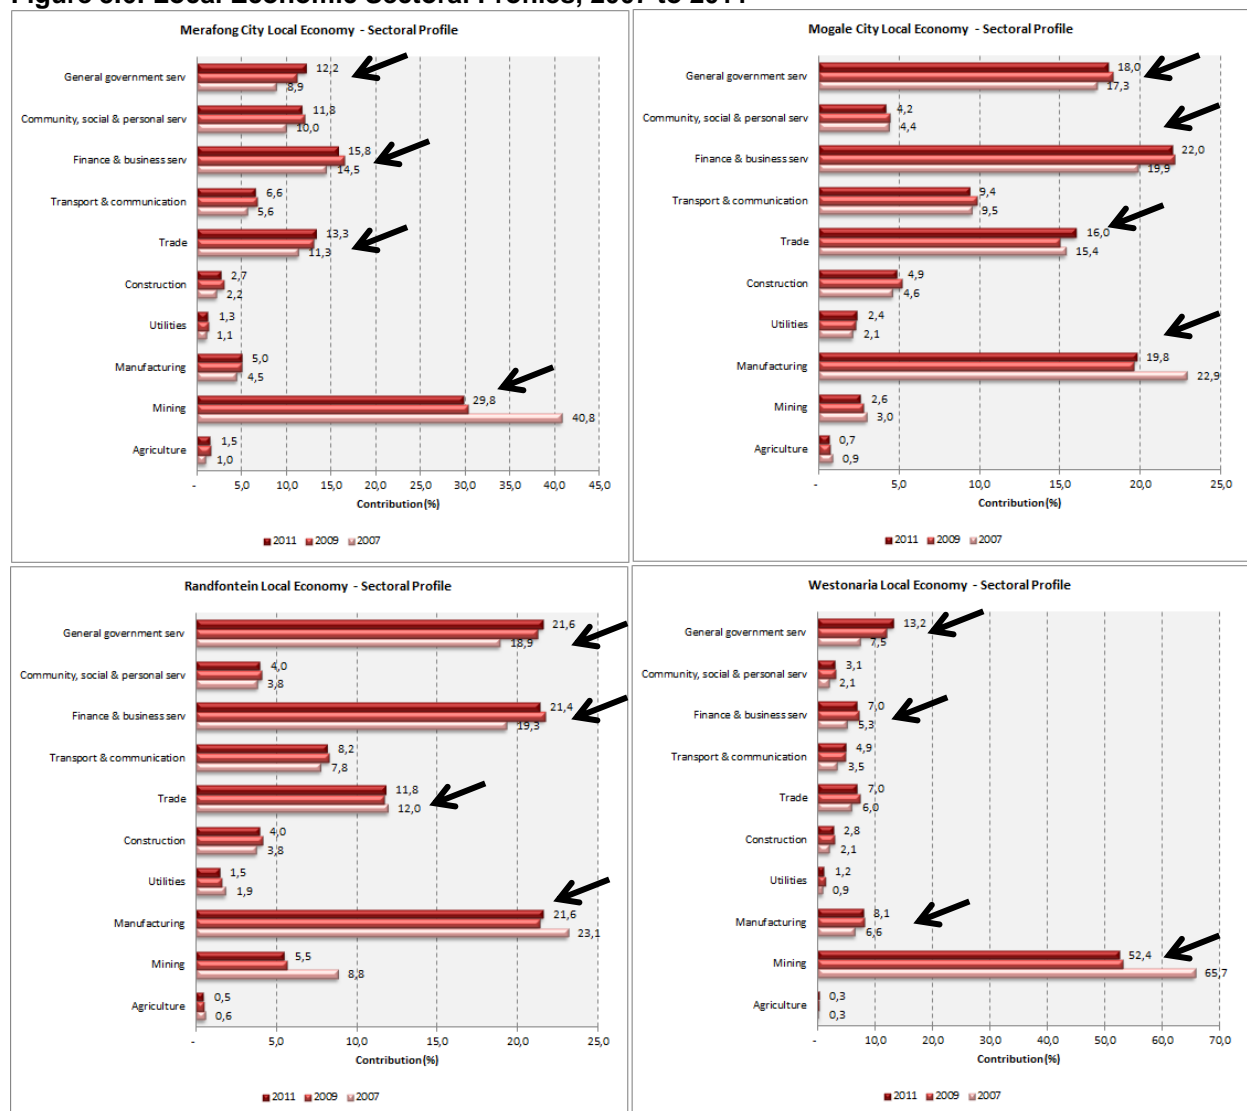 Figure 3.3: Local Economic Sectoral Profiles, 2007 to 2011
Merafong City Local Economy - Sectoral Profile
General government serv
12,2
8,9
Community, social & personal serv
11,8
10,0
Finance & business serv
15,8
14,5
Transport & communication
6,6
5,6
Trade
13,3
11,3
Construction
2,7
2,2
Utilities
1,3
1,1
Manufacturing
5,0
4,5
Mining
29,8
40,8
Agriculture
1,5
1,0
- 5,0 10,0 15,0 20,0 25,0 30,0 35,0 40,0 45,0
Contribution (%)
2011 2009 2007
Mogale City Local Economy - Sectoral Profile
General government serv
18,0
17,3
Community, social & personal serv
4,2
4,4
Finance & business serv
22,0
19,9
Transport & communication
9,4
9,5
Trade
16,0
15,4
Construction
4,9
4,6
Utilities
2,4
2,1
Manufacturing
19,8
22,9
Mining
2,6
3,0
Agriculture
0,7
0,9
- 5,0 10,0 15,0 20,0 25,0
Contribution (%)
2011 2009 2007
Randfontein Local Economy - Sectoral Profile
General government serv
21,6
18,9
Community, social & personal serv
4,0
3,8
Finance & business serv
21,4
19,3
Transport & communication
8,2
7,8
Trade
11,8
12,0
Construction
4,0
3,8
Utilities
1,5
1,9
Manufacturing
21,6
23,1
Mining
5,5
8,8
Agriculture
0,5
0,6
- 5,0 10,0 15,0 20,0 25,0
Contribution (%)
2011 2009 2007
Westonaria Local Economy - Sectoral Profile
General government serv
13,2
7,5
Community, social & personal serv
3,1
2,1
Finance & business serv
7,0
5,3
Transport & communication
4,9
3,5
Trade
7,0
6,0
Construction
2,8
2,1
Utilities
1,2
0,9
Manufacturing
8,1
6,6
Mining
52,4
65,7
Agriculture
0,3
0,3
- 10,0 20,0 30,0 40,0 50,0 60,0 70,0
Contribution (%)
2011 2009 2007